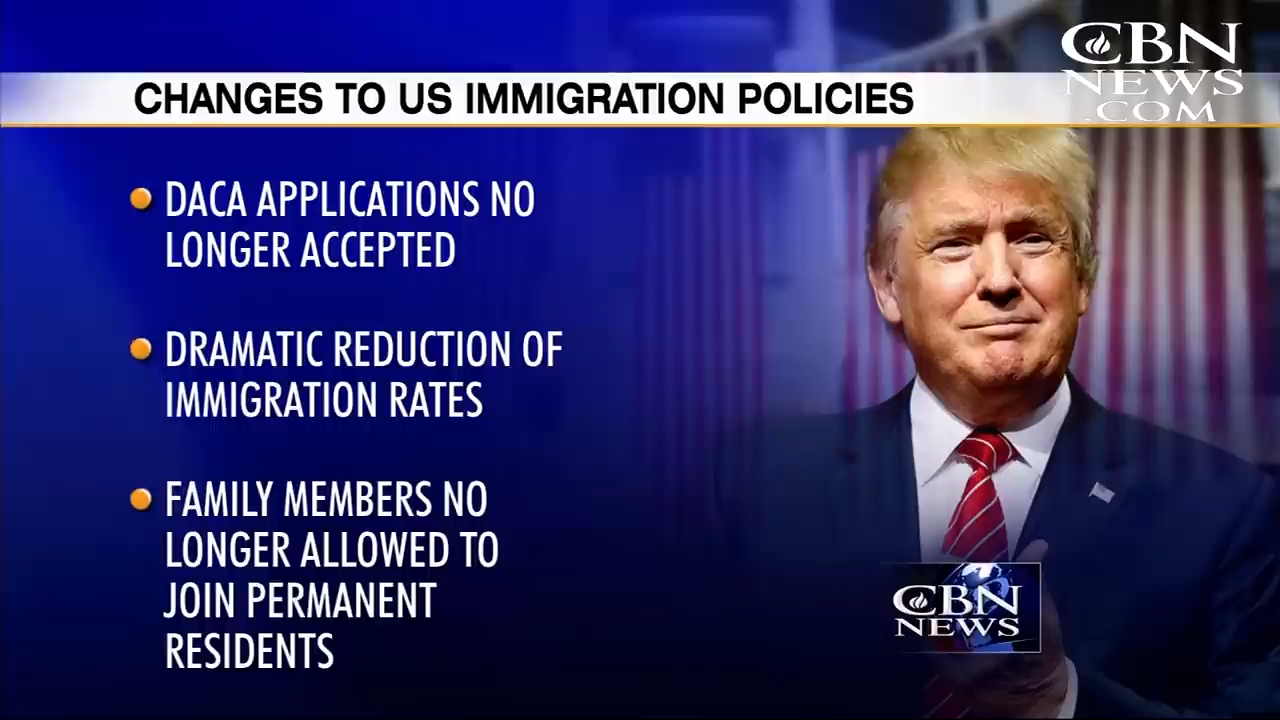 CBN
NEWS
.COM
CHANGES TO US IMMIGRATION POLICIES
DACA APPLICATIONS NO
LONGER ACCEPTED
DRAMATIC REDUCTION OF
IMMIGRATION RATES
FAMILY MEMBERS NO
LONGER ALLOWED TO
JOIN PERMANENT
RESIDENTS
CBN
NEWS